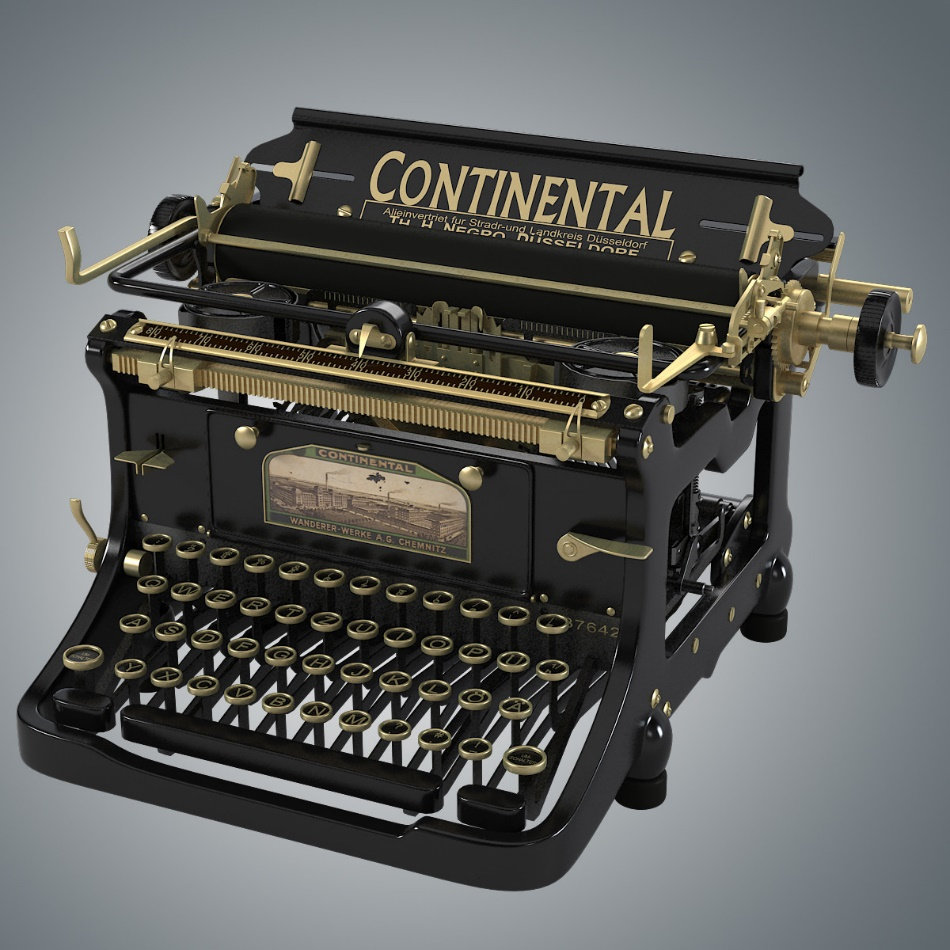 CONTINENTAL
Alleinvertriet fur Stradr-und Landkreis Düsseldorf
TH. H. NEGRO, DÜSSELDORF
CONTINENTAL
WANDERER-WERKE A.G. CHEMNITZ
37642
Q W E R T Z U I O P Ü
A S D F G H J K L Ö Ä
Y X C V B N M